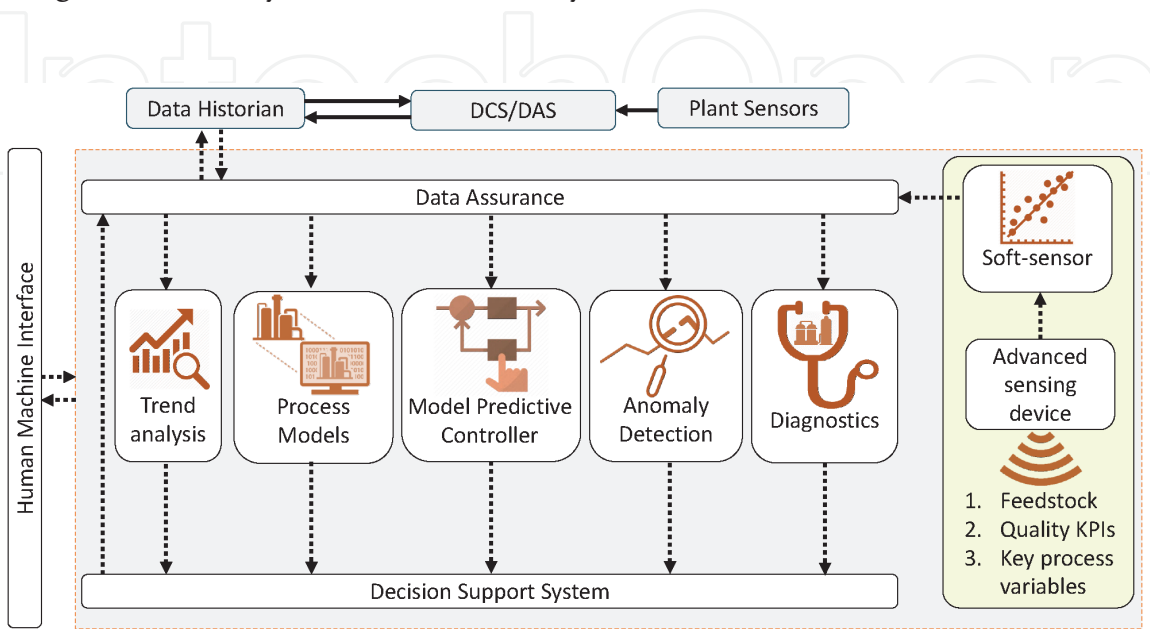 IntechOpen
Data Historian
DCS/DAS
Plant Sensors
Data Assurance
Human Machine Interface
Soft-sensor
Advanced
sensing
device
Trend
analysis
Process
Models
Model Predictive
Controller
Anomaly
Detection
Diagnostics
1. Feedstock
2. Quality KPIs
3. Key process
variables
Decision Support System